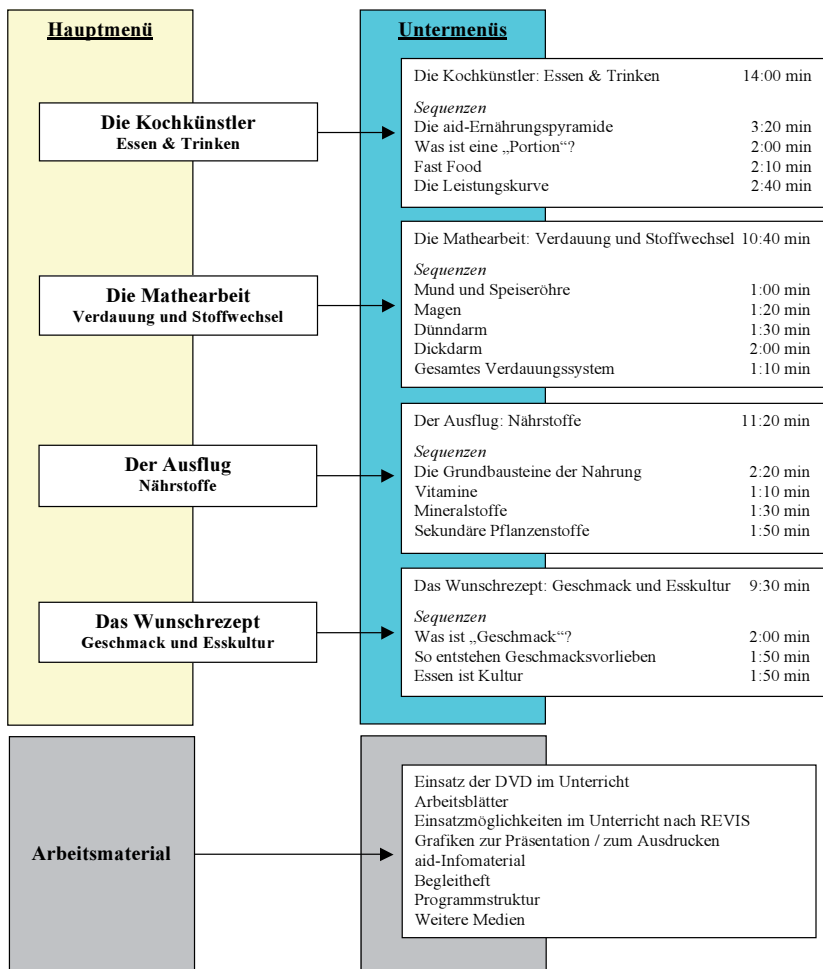 Hauptmenü
Untermenüs
Die Kochkünstler
Essen & Trinken
Die Kochkünstler: Essen & Trinken 14:00 min
Sequenzen
Die aid-Ernährungspyramide 3:20 min
Was ist eine „Portion“? 2:00 min
Fast Food 2:10 min
Die Leistungskurve 2:40 min
Die Mathearbeit
Verdauung und Stoffwechsel
Die Mathearbeit: Verdauung und Stoffwechsel 10:40 min
Sequenzen
Mund und Speiseröhre 1:00 min
Magen 1:20 min
Dünndarm 1:30 min
Dickdarm 2:00 min
Gesamtes Verdauungssystem 1:10 min
Der Ausflug
Nährstoffe
Der Ausflug: Nährstoffe 11:20 min
Sequenzen
Die Grundbausteine der Nahrung 2:20 min
Vitamine 1:10 min
Mineralstoffe 1:30 min
Sekundäre Pflanzenstoffe 1:50 min
Das Wunschrezept
Geschmack und Esskultur
Das Wunschrezept: Geschmack und Esskultur 9:30 min
Sequenzen
Was ist „Geschmack“? 2:00 min
So entstehen Geschmacksvorlieben 1:50 min
Essen ist Kultur 1:50 min
Arbeitsmaterial
Einsatz der DVD im Unterricht
Arbeitsblätter
Einsatzmöglichkeiten im Unterricht nach REVIS
Grafiken zur Präsentation / zum Ausdrucken
aid-Infomaterial
Begleitheft
Programmstruktur
Weitere Medien